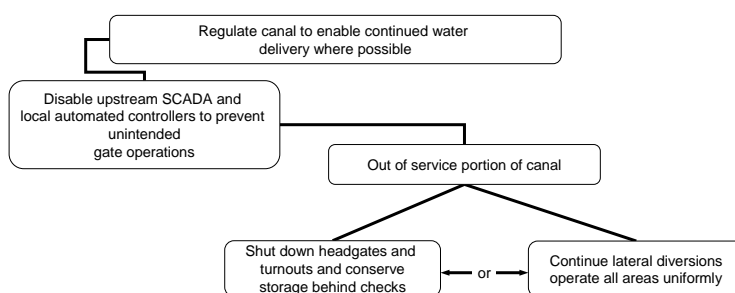 Regulate canal to enable continued water
delivery where possible
Disable upstream SCADA and
local automated controllers to prevent
unintended
gate operations
Out of service portion of canal
Shut down headgates and
turnouts and conserve
storage behind checks
or
Continue lateral diversions
operate all areas uniformly